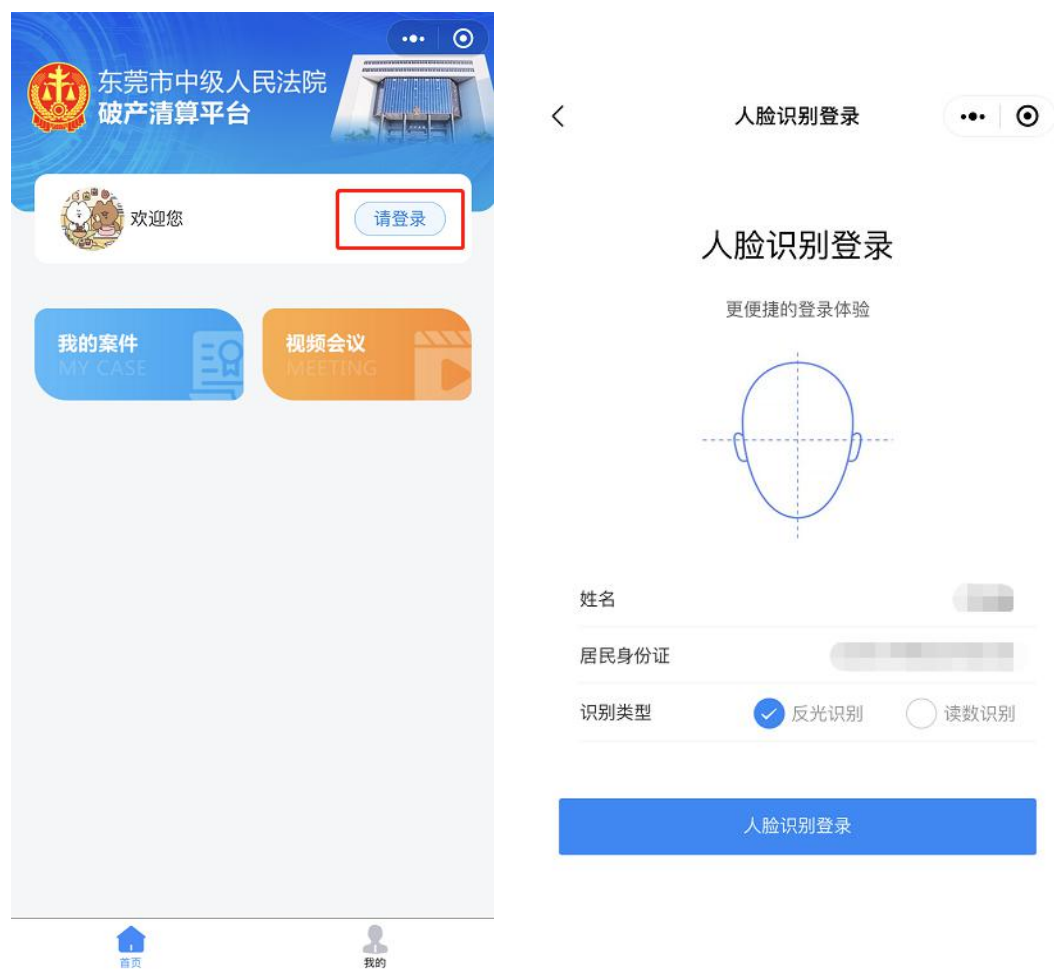 东莞市中级人民法院
破产清算平台
欢迎您
请登录
我的案件
MY CASE
视频会议
MEETING
首页
我的
人脸识别登录
人脸识别登录
更便捷的登录体验
姓名
居民身份证
识别类型
反光识别
读数识别
人脸识别登录